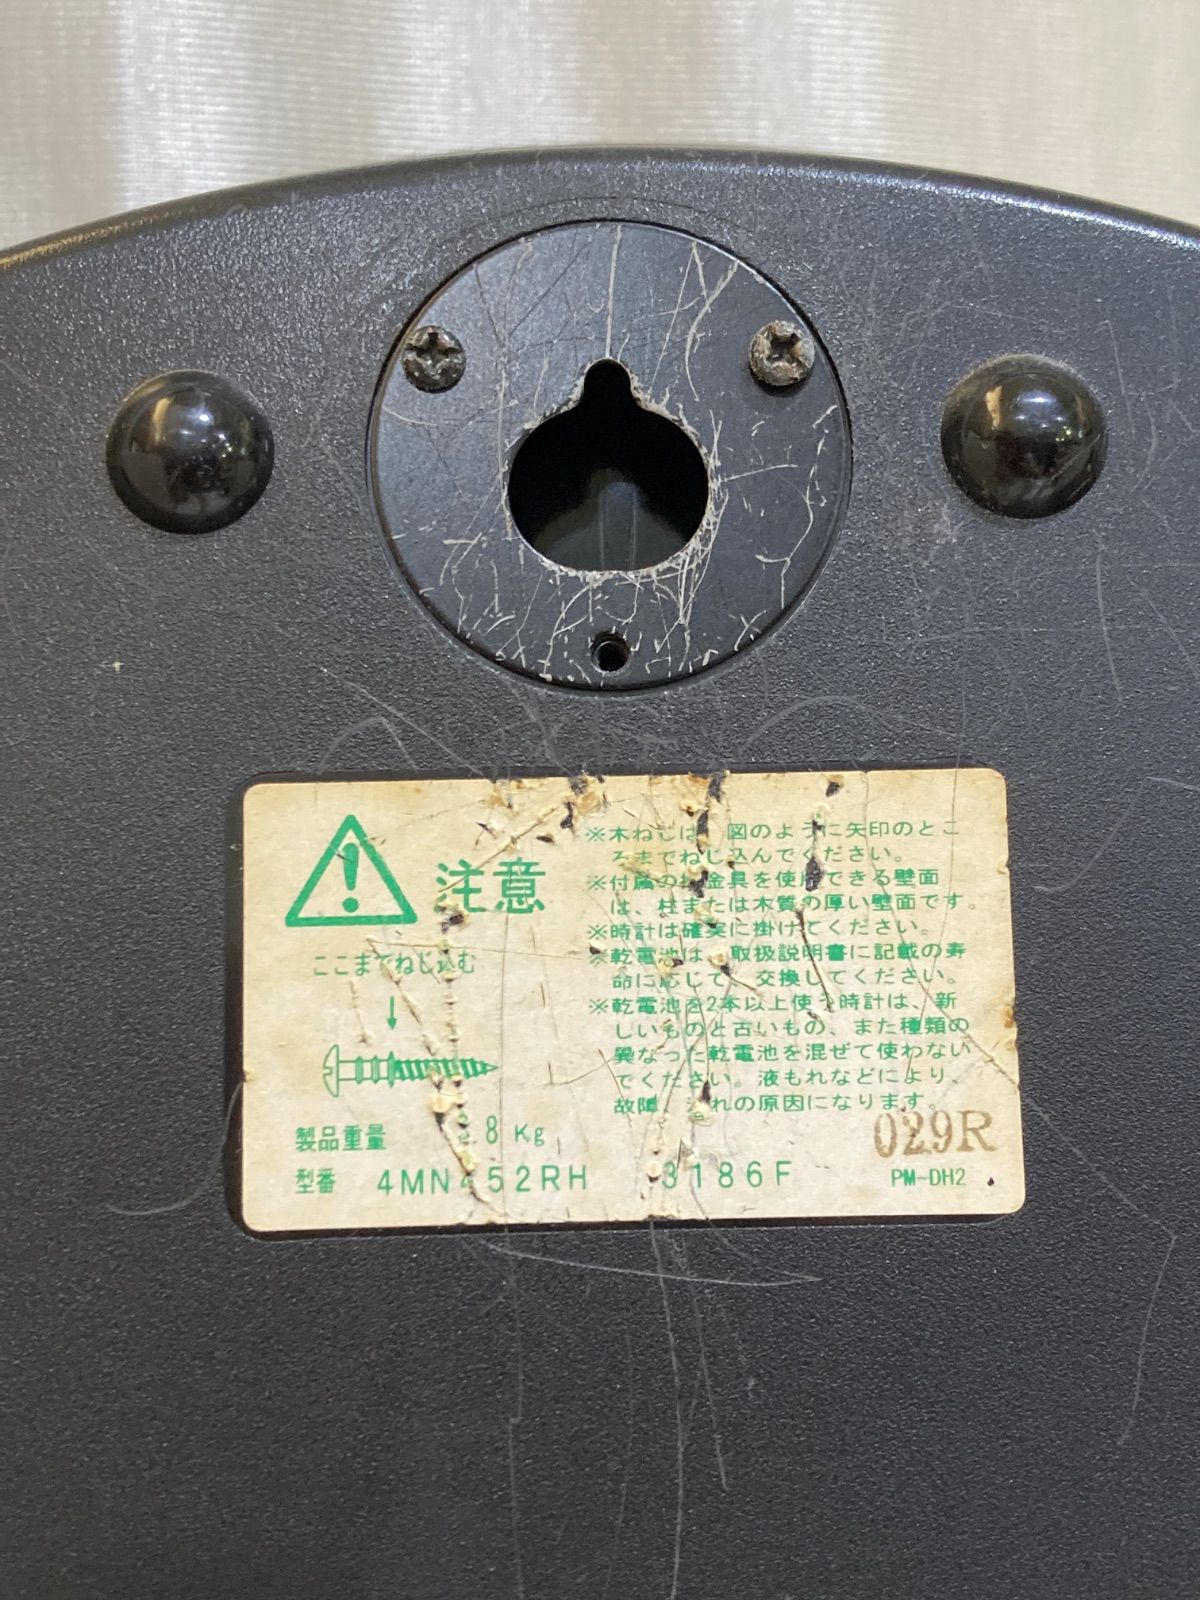 注意
ここまでねじ込む
※木ねじは、図のように矢印のとこ
ろまでねじ込んでください。
※付属の金具を使用できる壁面
は、柱または木質の厚い壁面です。
※時計は確実に掛けてください。
※乾電池は、取扱説明書に記載の寿
命に応じて、交換してください。
※乾電池を2本以上使う時計は、新
しいものと古いもの、また種類の
異なった乾電池を混ぜて使わない
でください。液もれなどにより、
故障、れの原因になります。
製品重量 8 Kg
029R
型番 4MN452RH 3186F PM-DH2